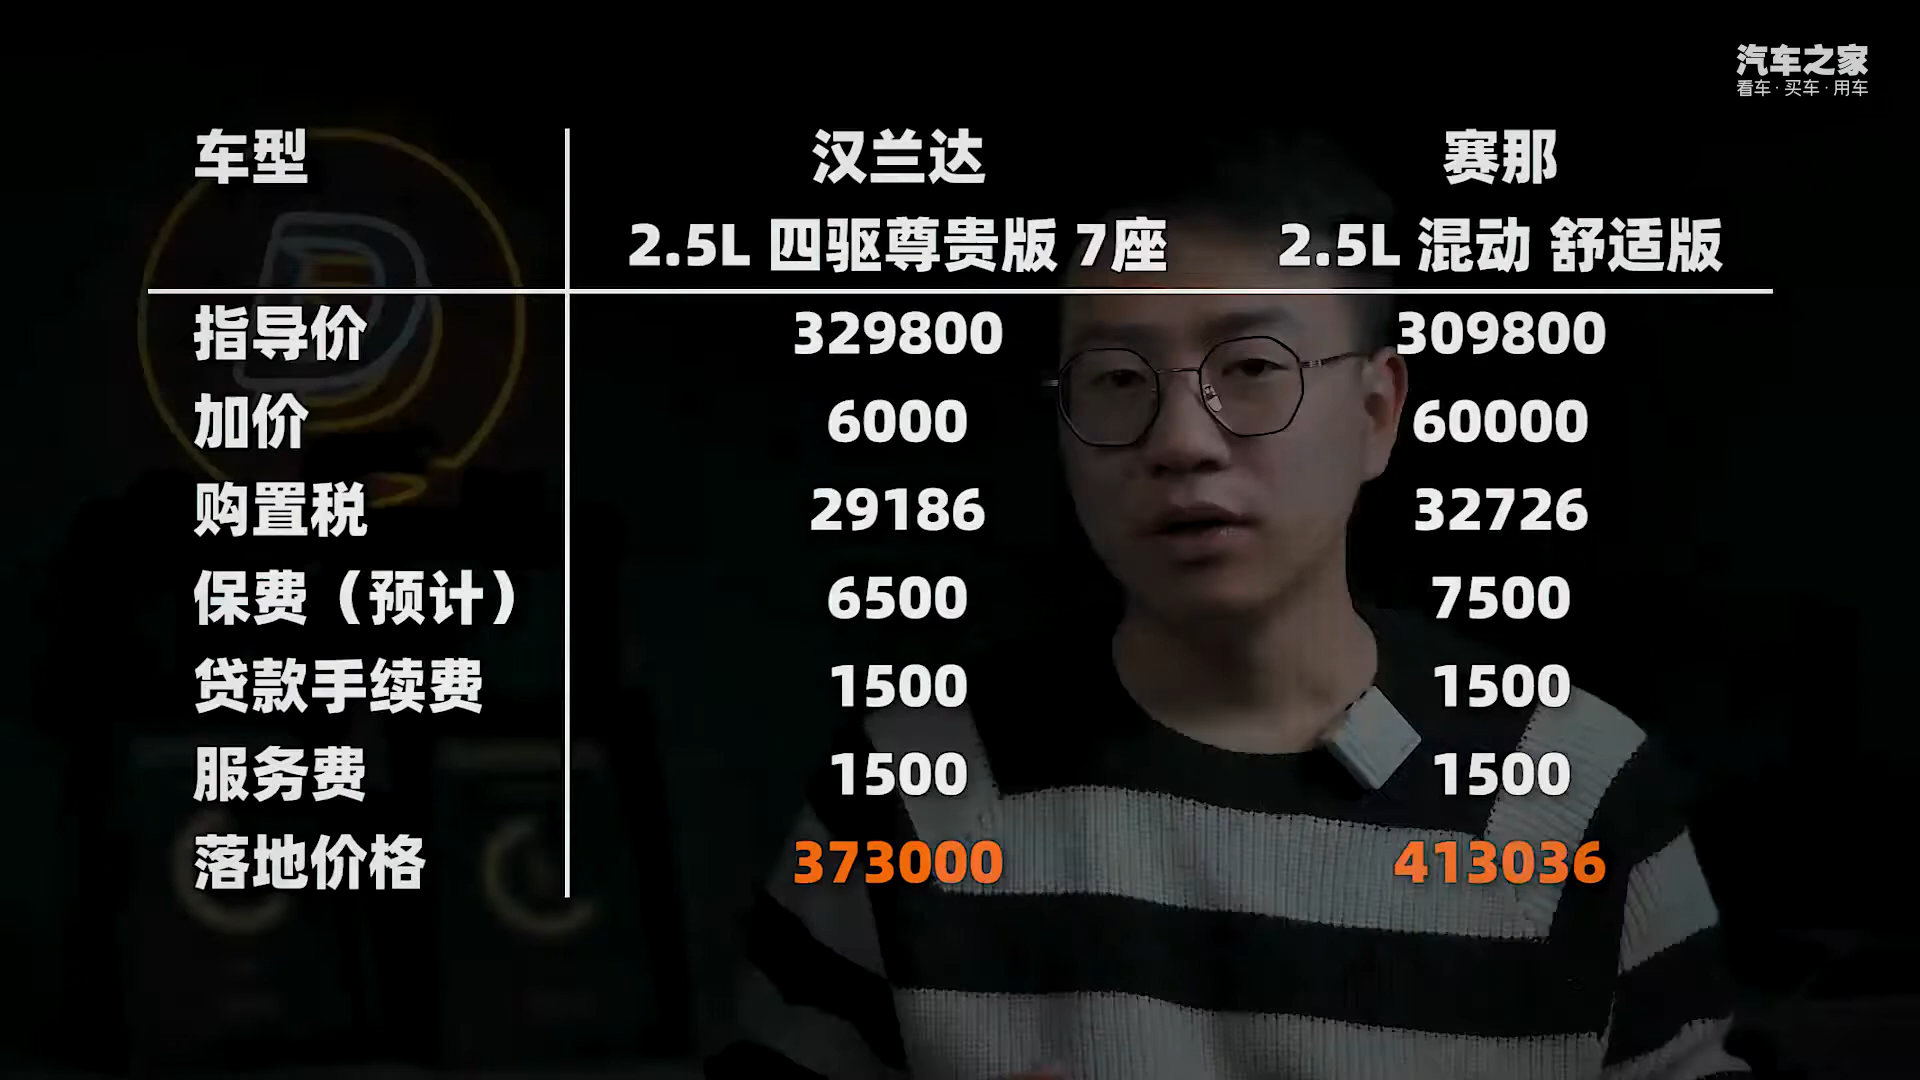 汽车之家
看车·买车·用车
车型 汉兰达 赛那
2.5L 四驱尊贵版 7座 2.5L 混动 舒适版
指导价 329800 309800
加价 6000 60000
购置税 29186 32726
保费（预计） 6500 7500
贷款手续费 1500 1500
服务费 1500 1500
落地价格 373000 413036